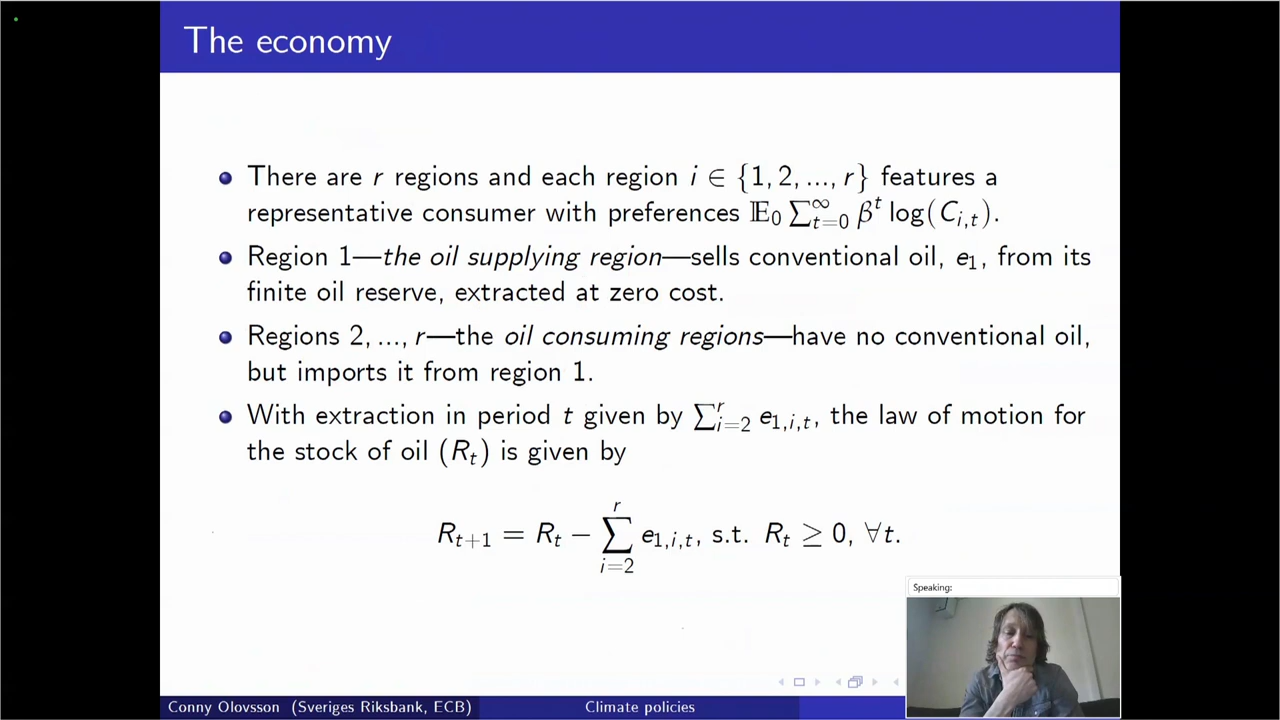 The economy
There are r regions and each region i ∈ {1, 2, ..., r} features a
representative consumer with preferences 𝔼₀ ∑_{t=0}^{∞} β^t log(C_{i,t}).
Region 1—the oil supplying region—sells conventional oil, e₁, from its
finite oil reserve, extracted at zero cost.
Regions 2, ..., r—the oil consuming regions—have no conventional oil,
but imports it from region 1.
With extraction in period t given by ∑_{i=2}^{r} e_{1,i,t}, the law of motion for
the stock of oil (R_t) is given by
R_{t+1} = R_t − ∑_{i=2}^{r} e_{1,i,t}, s.t. R_t ≥ 0, ∀t.
Speaking:
Conny Olovsson (Sveriges Riksbank, ECB) Climate policies